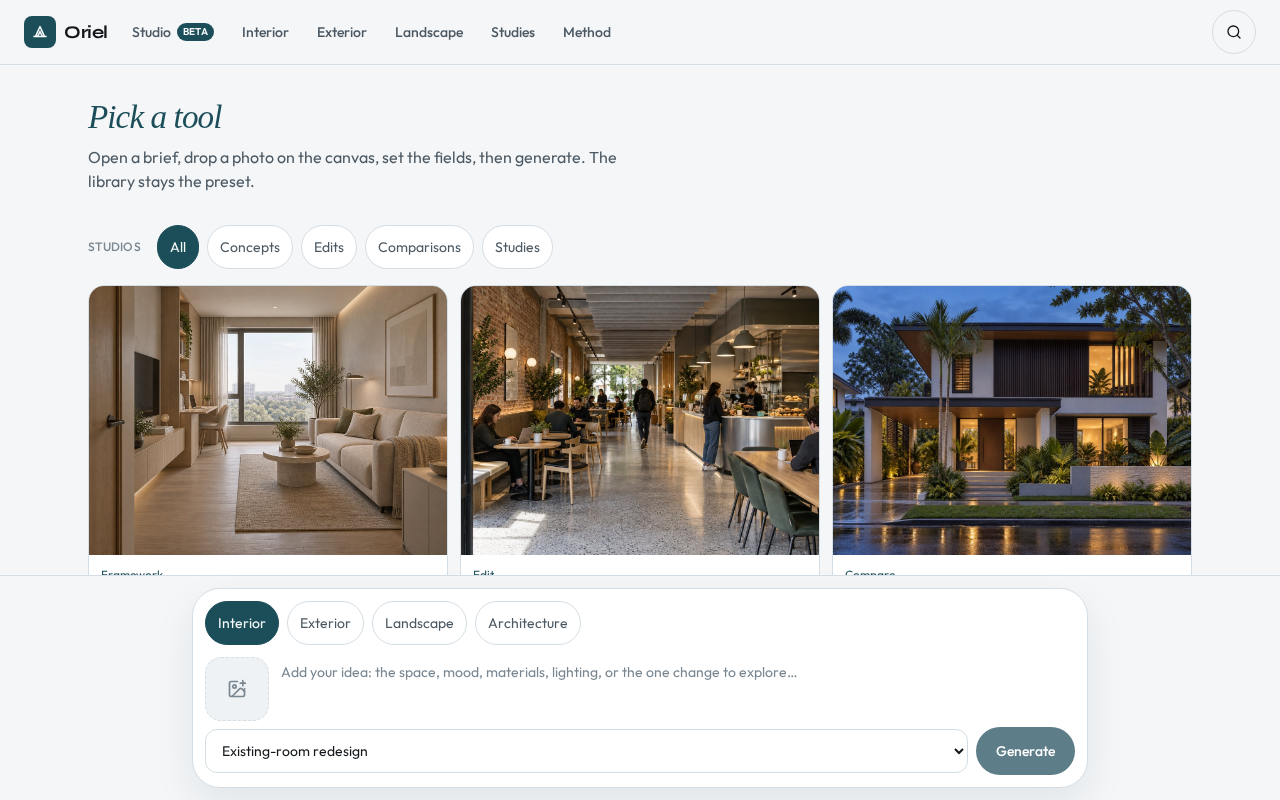 Oriel
Studio BETA
Interior
Exterior
Landscape
Studies
Method
Pick a tool
Open a brief, drop a photo on the canvas, set the fields, then generate. The
library stays the preset.
STUDIOS
All
Concepts
Edits
Comparisons
Studies
Framework
Edit
Compare
Interior
Exterior
Landscape
Architecture
Add your idea: the space, mood, materials, lighting, or the one change to explore…
Existing-room redesign
Generate